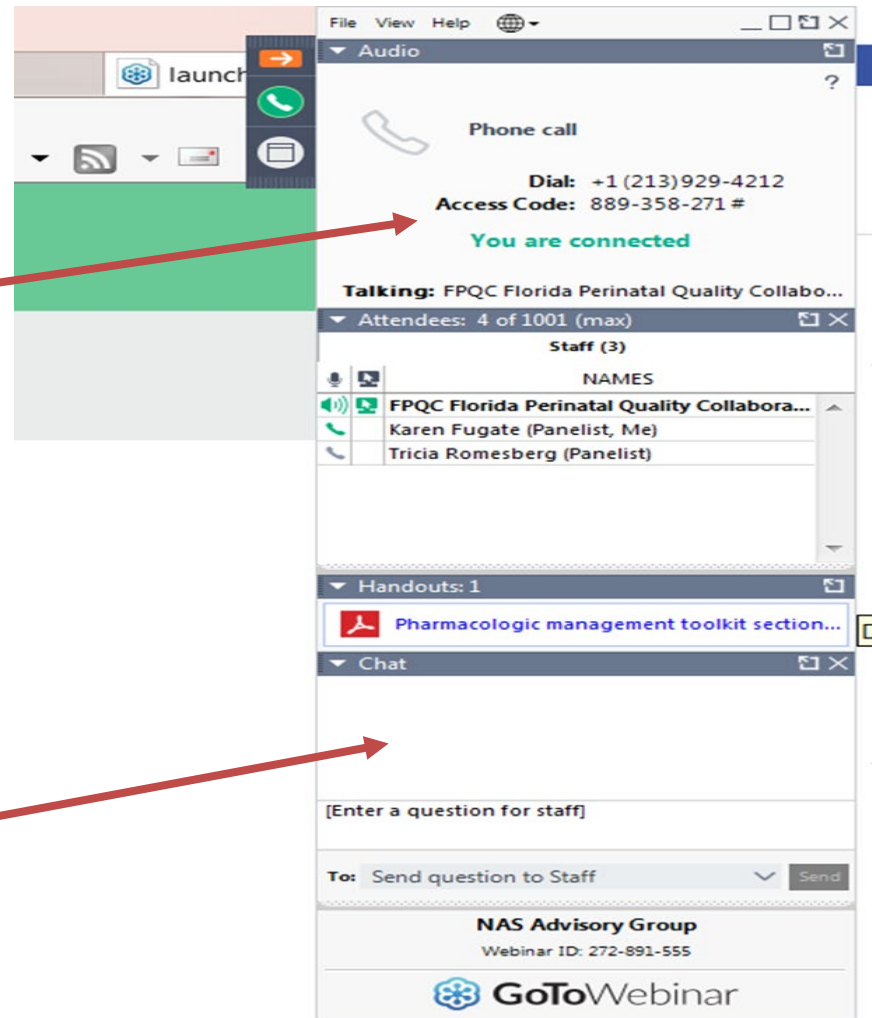 File View Help
launch
Audio
?
Phone call
Dial: +1 (213) 929-4212
Access Code: 889-358-271 #
You are connected
Talking: FPQC Florida Perinatal Quality Collabo...
Attendees: 4 of 1001 (max)
Staff (3)
NAMES
FPQC Florida Perinatal Quality Collabora...
Karen Fugate (Panelist, Me)
Tricia Romesberg (Panelist)
Handouts: 1
Pharmacologic management toolkit section...
Chat
[Enter a question for staff]
To: Send question to Staff Send
NAS Advisory Group
Webinar ID: 272-891-555
GoToWebinar